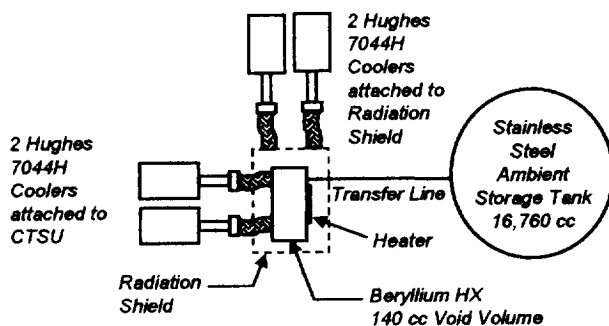 2 Hughes
7044H
Coolers
attached to
Radiation
Shield
2 Hughes
7044H
Coolers
attached to
CTSU
Stainless
Steel
Ambient
Storage Tank
16,760 cc
Transfer Line
Heater
Radiation
Shield
Beryllium HX
140 cc Void Volume